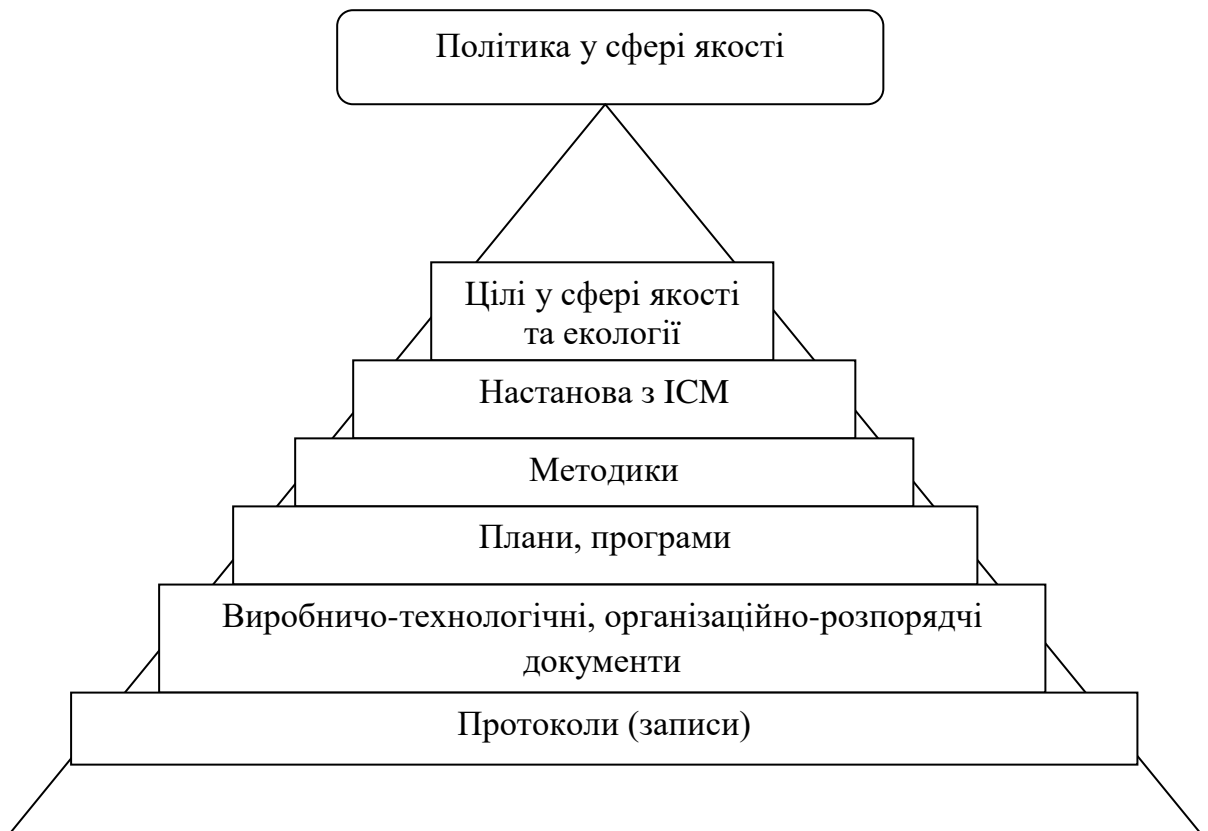 Політика у сфері якості
Цілі у сфері якості
та екології
Настанова з ІСМ
Методики
Плани, програми
Виробничо-технологічні, організаційно-розпорядчі
документи
Протоколи (записи)